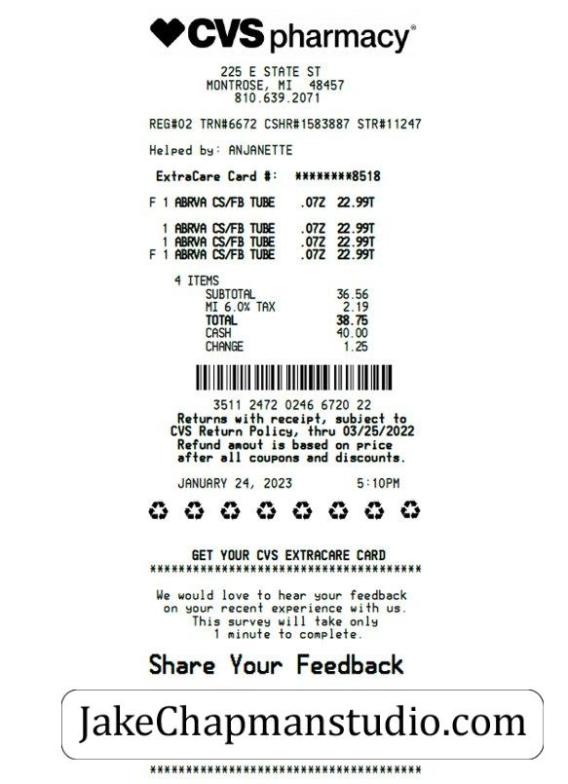 CVS pharmacy®
225 E STATE ST
MONTROSE, MI 48457
810.639.2071
REG#02 TRN#6672 CSHR#1583887 STR#11247
Helped by: ANJANETTE
ExtraCare Card #: ********8518
F 1 ABRVA CS/FB TUBE .07Z 22.99T
1 ABRVA CS/FB TUBE .07Z 22.99T
1 ABRVA CS/FB TUBE .07Z 22.99T
F 1 ABRVA CS/FB TUBE .07Z 22.99T
4 ITEMS
SUBTOTAL 36.56
MI 6.0% TAX 2.19
TOTAL 38.75
CASH 40.00
CHANGE 1.25
3511 2472 0246 6720 22
Returns with receipt, subject to
CVS Return Policy, thru 03/25/2022
Refund amout is based on price
after all coupons and discounts.
JANUARY 24, 2023 5:10PM
GET YOUR CVS EXTRACARE CARD
**************************************
We would love to hear your feedback
on your recent experience with us.
This survey will take only
1 minute to complete.
Share Your Feedback
JakeChapmanstudio.com
**************************************